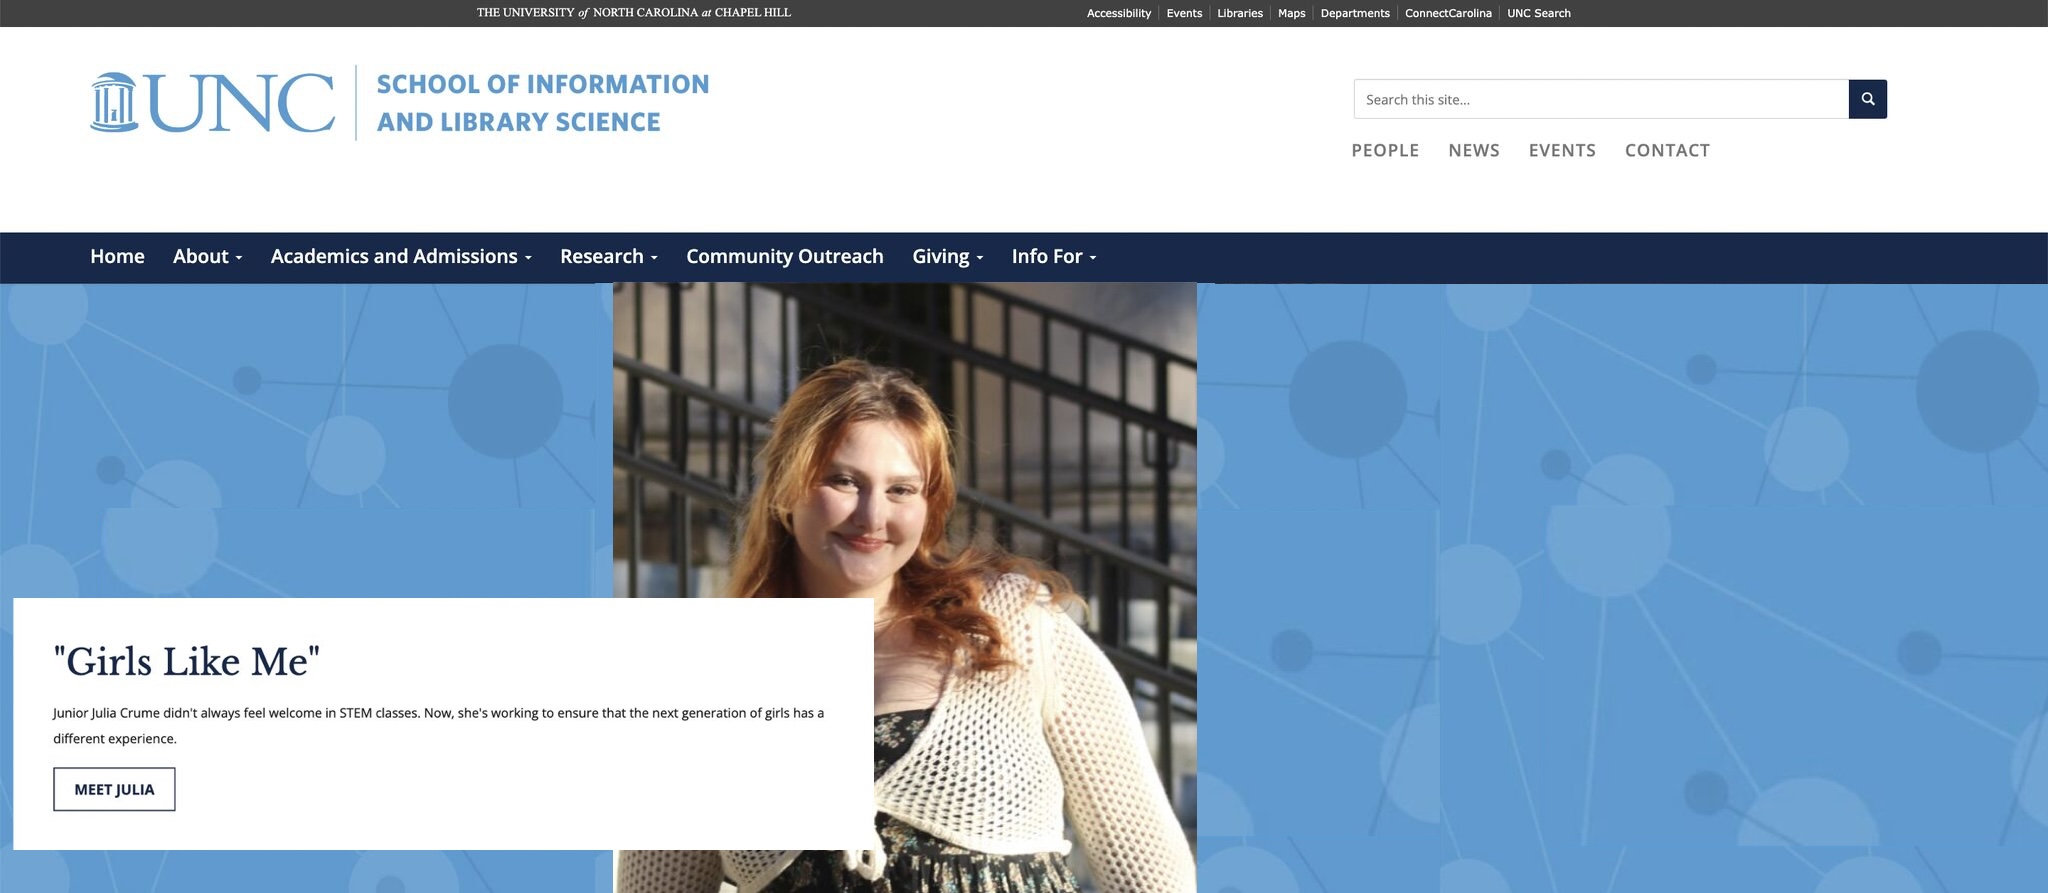 THE UNIVERSITY of NORTH CAROLINA at CHAPEL HILL
Accessibility Events Libraries Maps Departments ConnectCarolina UNC Search
UNC SCHOOL OF INFORMATION
AND LIBRARY SCIENCE
Search this site...
PEOPLE NEWS EVENTS CONTACT
Home About Academics and Admissions Research Community Outreach Giving Info For
"Girls Like Me"
Junior Julia Crume didn't always feel welcome in STEM classes. Now, she's working to ensure that the next generation of girls has a
different experience.
MEET JULIA